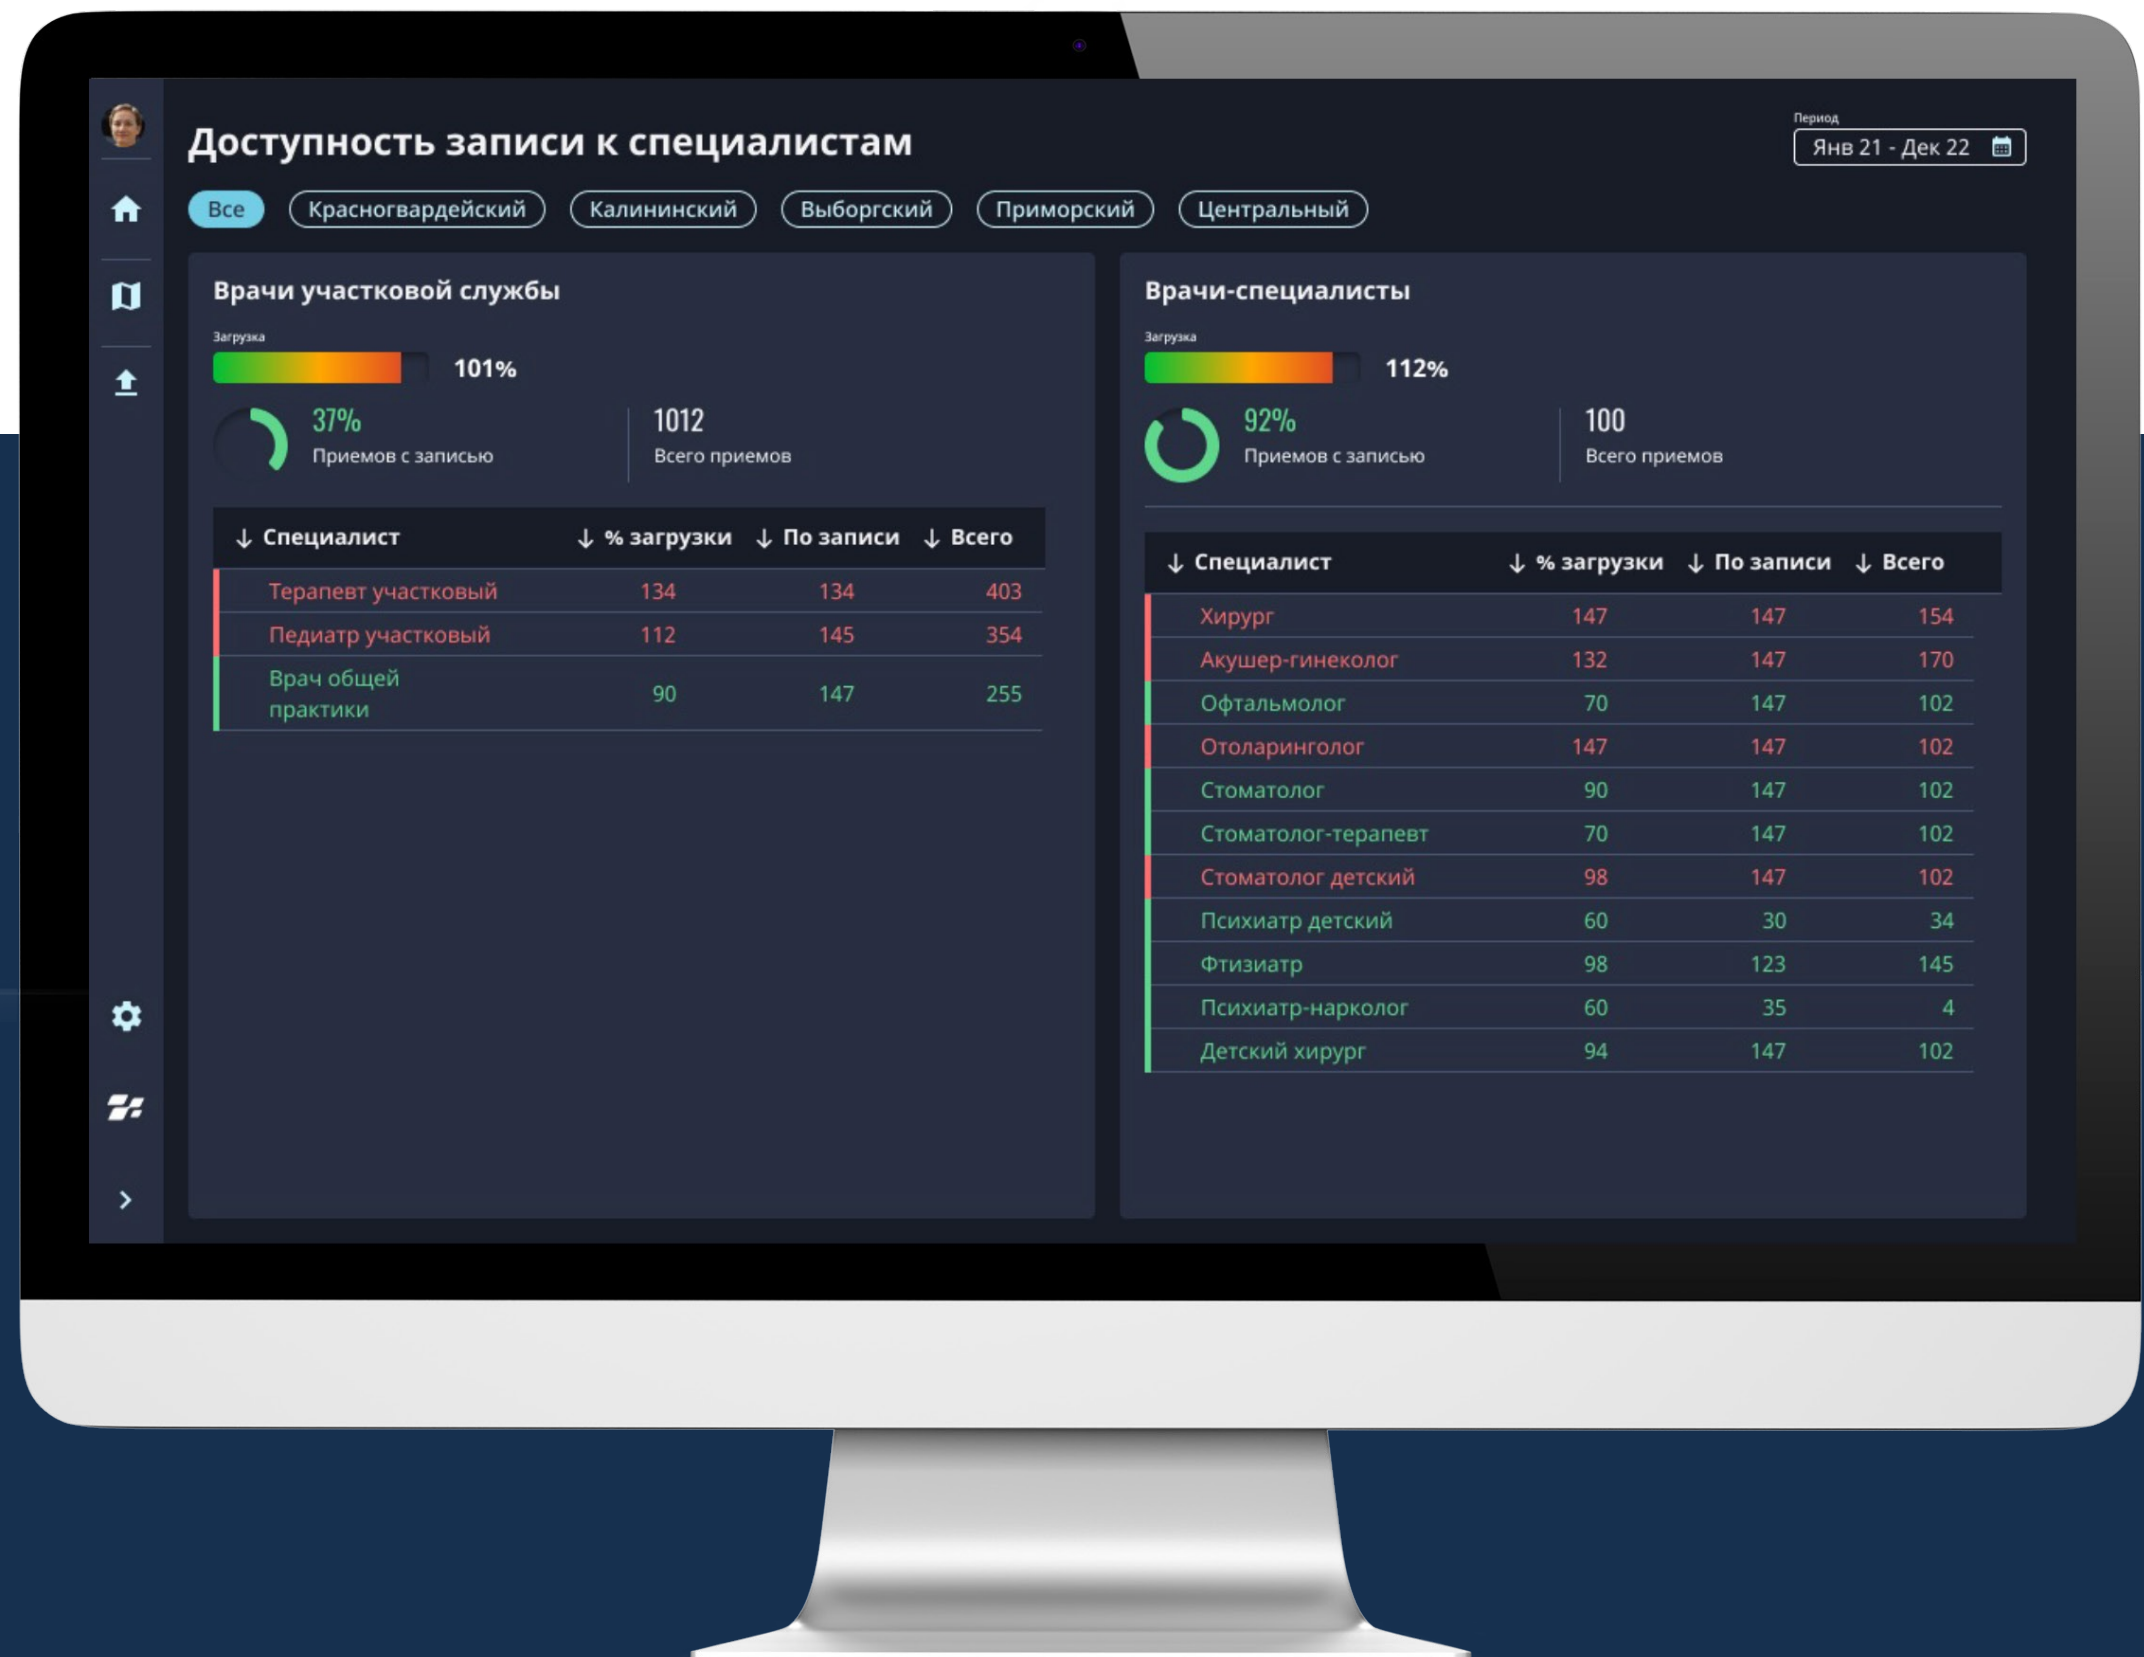 Доступность записи к специалистам
Период
Янв 21 - Дек 22
Все Красногвардейский Калининский Выборгский Приморский Центральный
Врачи участковой службы
Загрузка
101%
37%
Приемов с записью
1012
Всего приемов
↓ Специалист ↓ % загрузки ↓ По записи ↓ Всего
Терапевт участковый 134 134 403
Педиатр участковый 112 145 354
Врач общей
практики 90 147 255
Врачи-специалисты
Загрузка
112%
92%
Приемов с записью
100
Всего приемов
↓ Специалист ↓ % загрузки ↓ По записи ↓ Всего
Хирург 147 147 154
Акушер-гинеколог 132 147 170
Офтальмолог 70 147 102
Отоларинголог 147 147 102
Стоматолог 90 147 102
Стоматолог-терапевт 70 147 102
Стоматолог детский 98 147 102
Психиатр детский 60 30 34
Фтизиатр 98 123 145
Психиатр-нарколог 60 35 4
Детский хирург 94 147 102